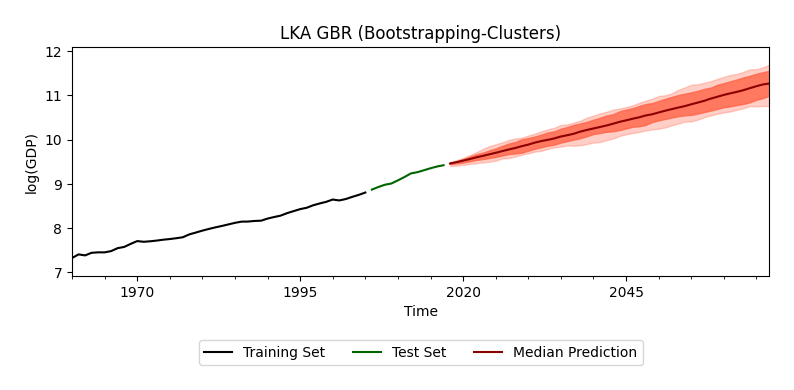 LKA GBR (Bootstrapping-Clusters)
12
11
10
9
8
7
log(GDP)
1970 1995 2020 2045
Time
Training Set Test Set Median Prediction